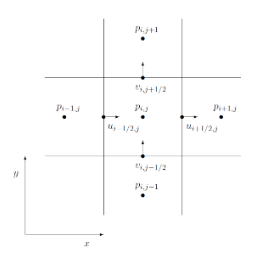 p_{i,j+1}
v_{i,j+1/2}
p_{i-1,j} p_{i,j} p_{i+1,j}
u_{i-1/2,j} u_{i+1/2,j}
v_{i,j-1/2}
y
p_{i,j-1}
x